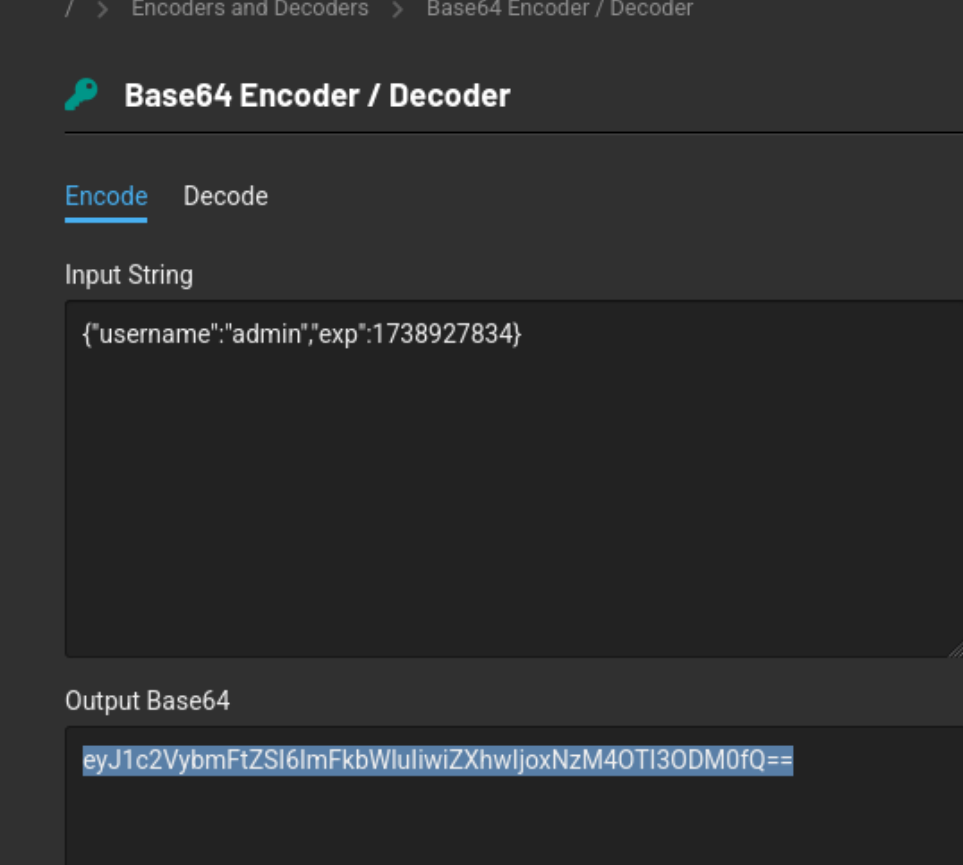 / > Encoders and Decoders > Base64 Encoder / Decoder
Base64 Encoder / Decoder
Encode Decode
Input String
{"username":"admin","exp":1738927834}
Output Base64
eyJ1c2VybmFtZSI6ImFkbWluIiwiZXhwIjoxNzM4OTI3ODM0fQ==